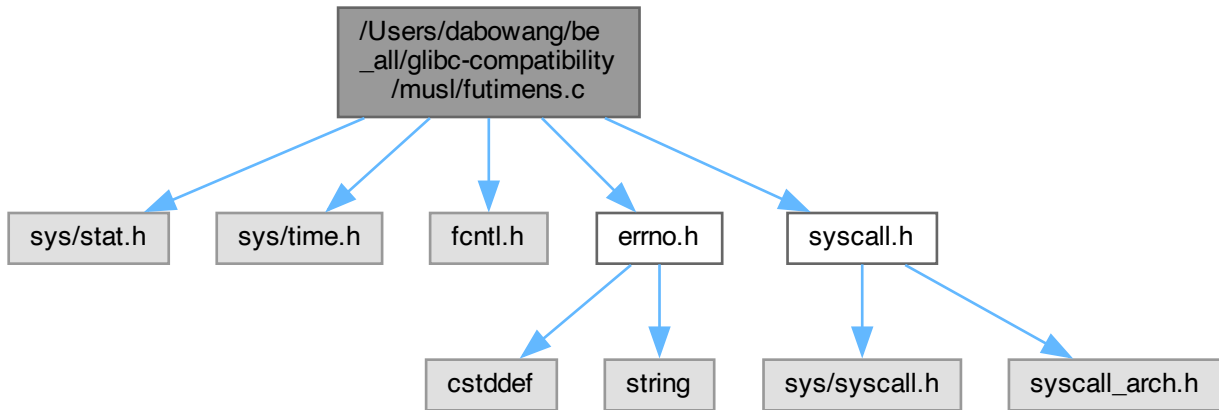 /Users/dabowang/be
_all/glibc-compatibility
/musl/futimens.c
sys/stat.h
sys/time.h
fcntl.h
errno.h
syscall.h
cstddef
string
sys/syscall.h
syscall_arch.h